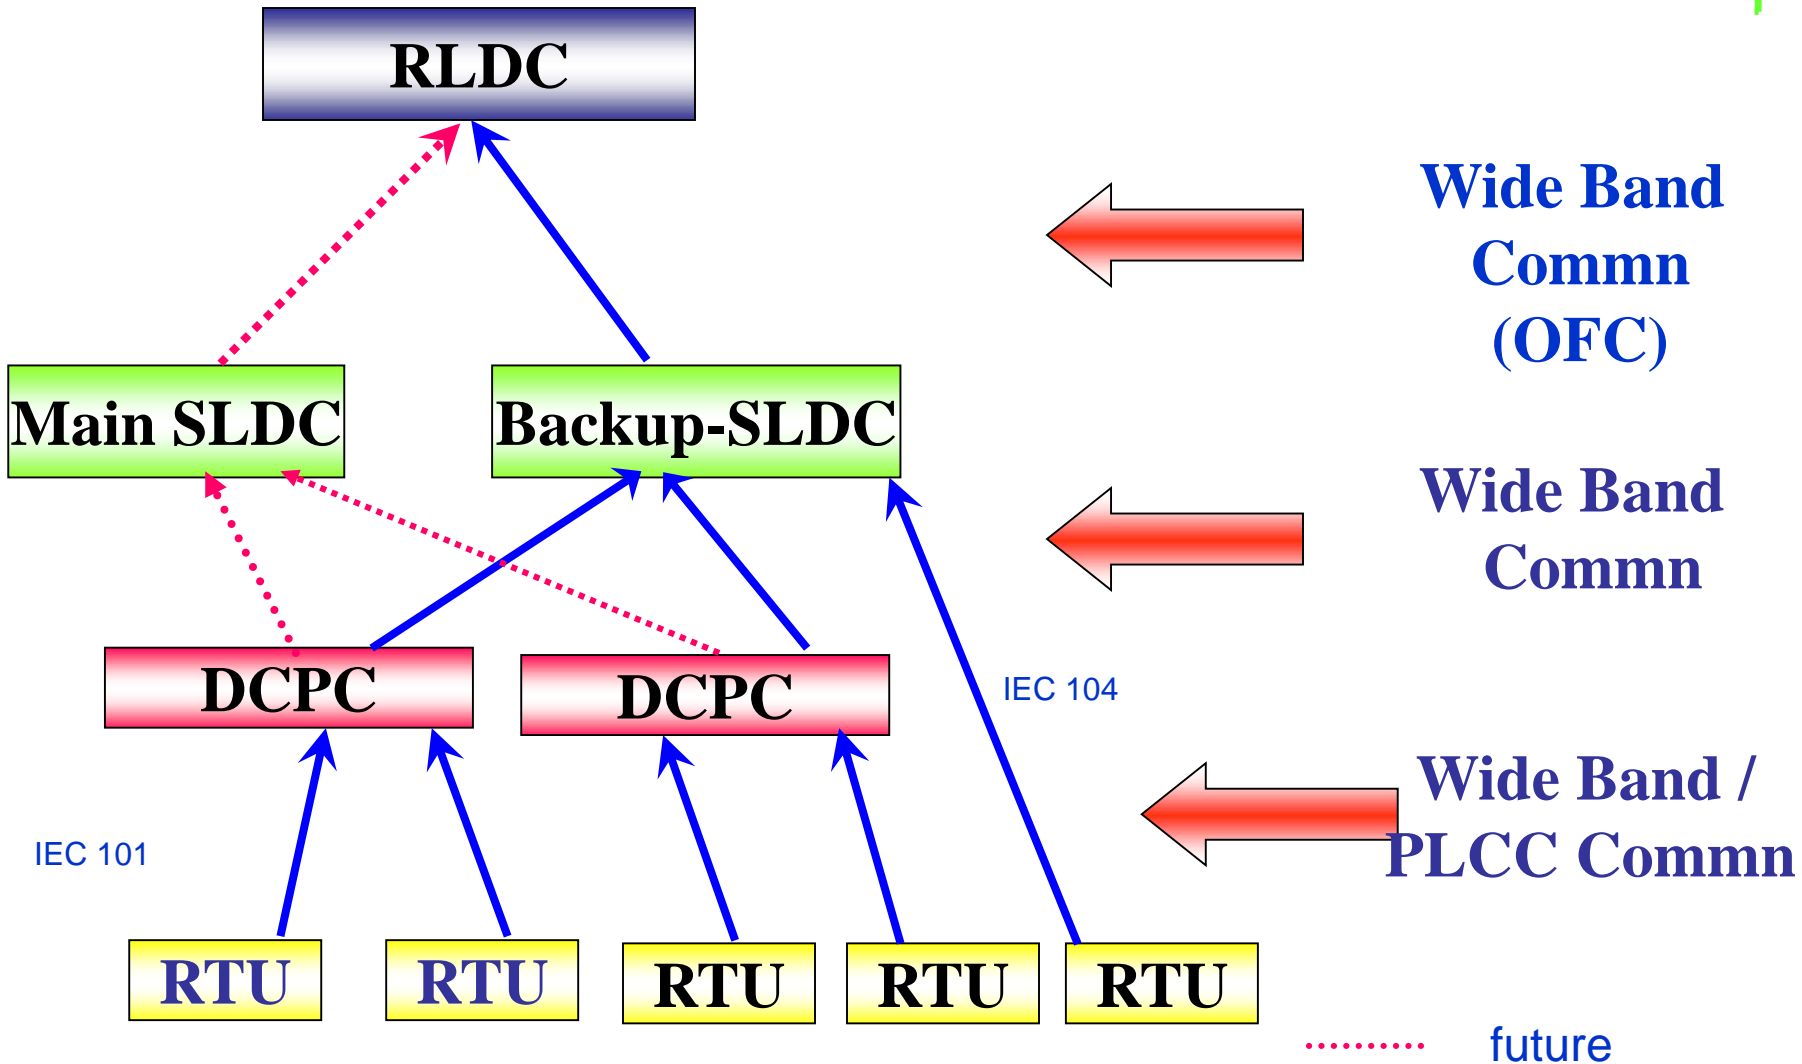 RLDC
Wide Band
Commn
(OFC)
Main SLDC
Backup-SLDC
Wide Band
Commn
DCPC
DCPC
IEC 104
Wide Band /
PLCC Commn
IEC 101
RTU
RTU
RTU
RTU
RTU
future